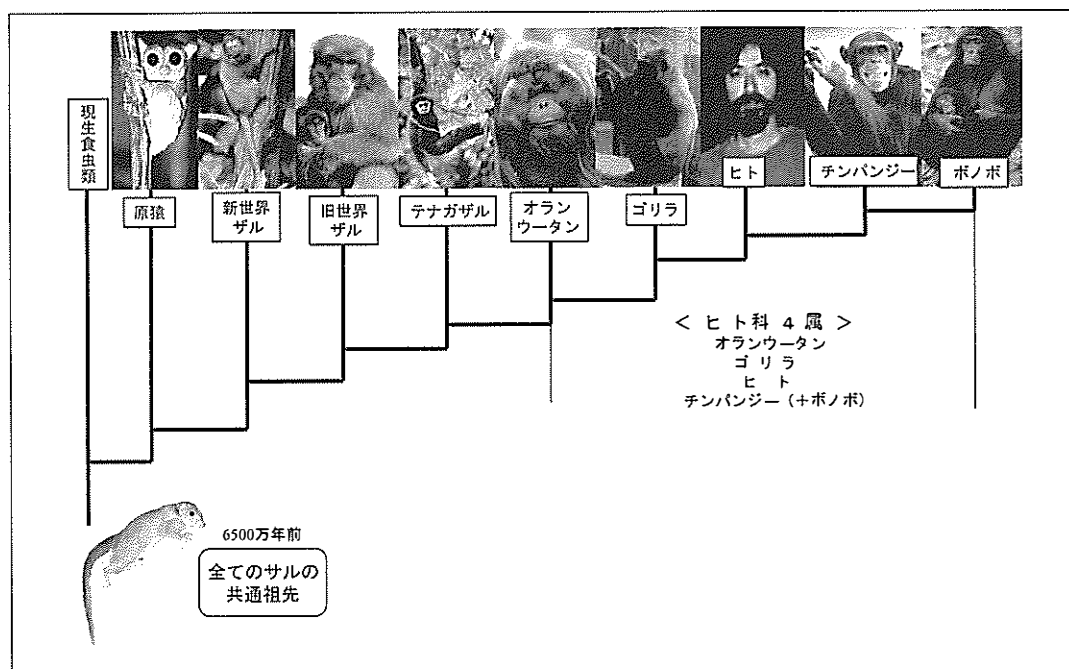 現生食虫類
原猿
新世界
ザル
旧世界
ザル
テナガザル
オラン
ウータン
ゴリラ
ヒト
チンパンジー
ボノボ
< ヒト科 4 属 >
オランウータン
ゴリラ
ヒト
チンパンジー(+ボノボ)
6500万年前
全てのサルの
共通祖先